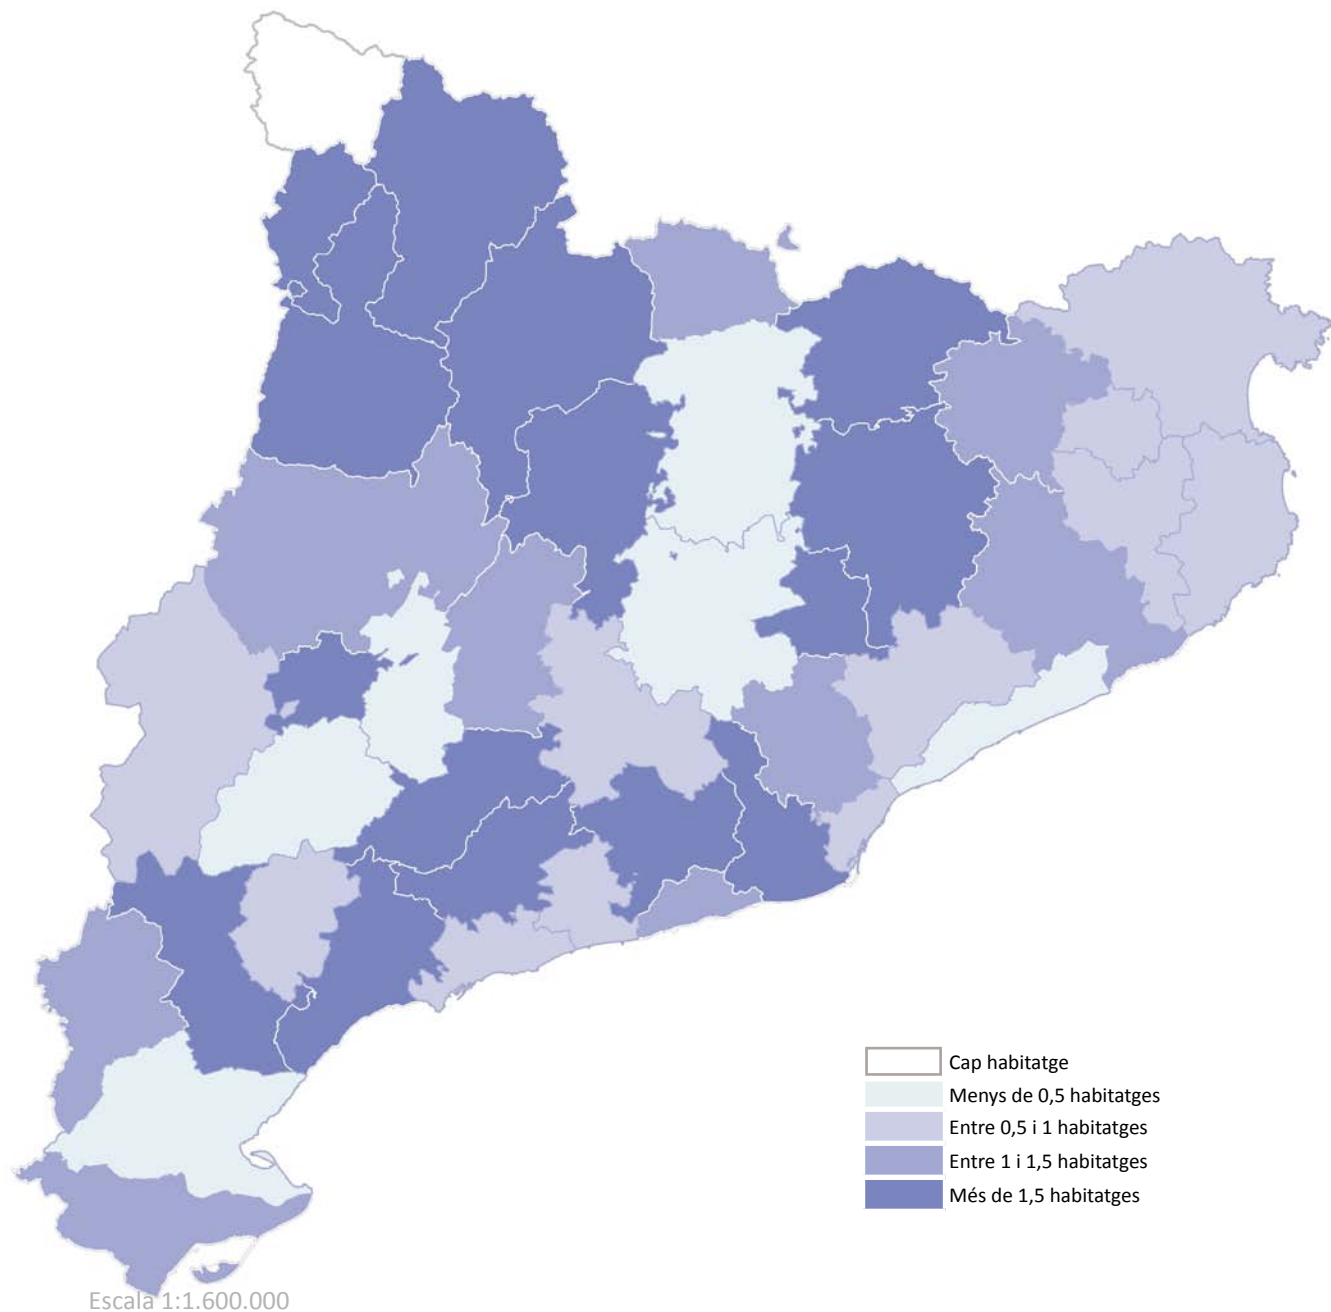 Cap habitatge
Menys de 0,5 habitatges
Entre 0,5 i 1 habitatges
Entre 1 i 1,5 habitatges
Més de 1,5 habitatges
Escala 1:1.600.000